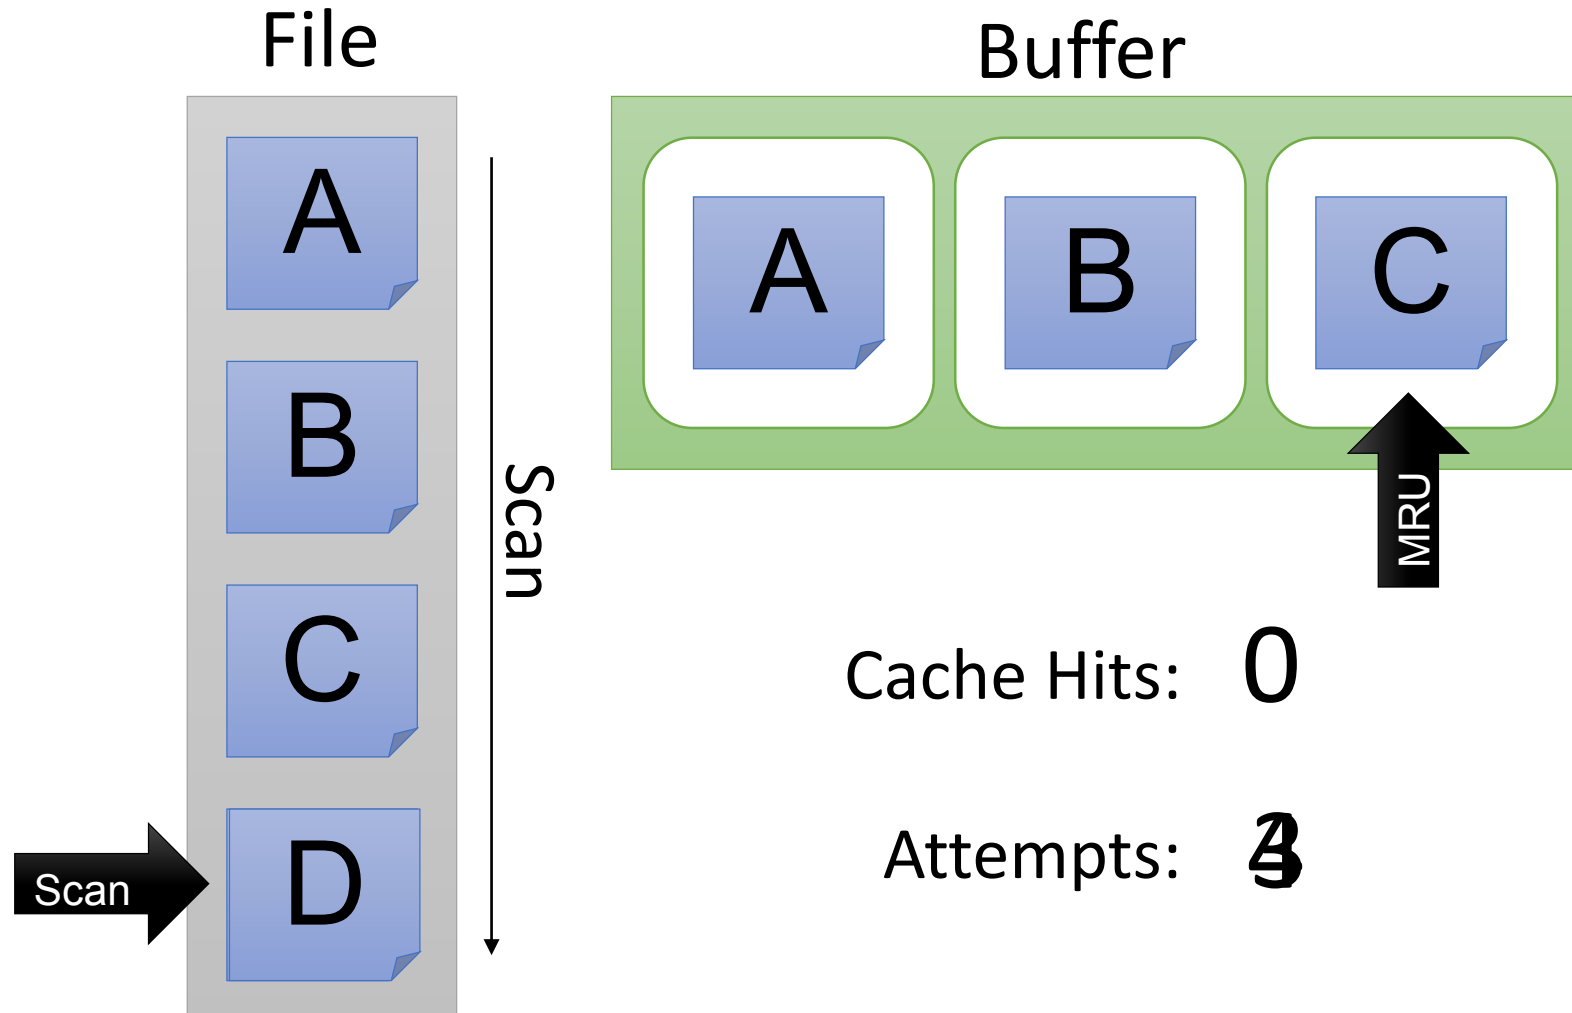 File
A
B
C
D
Scan
Scan
Buffer
A
B
C
MRU
Cache Hits: 0
Attempts: